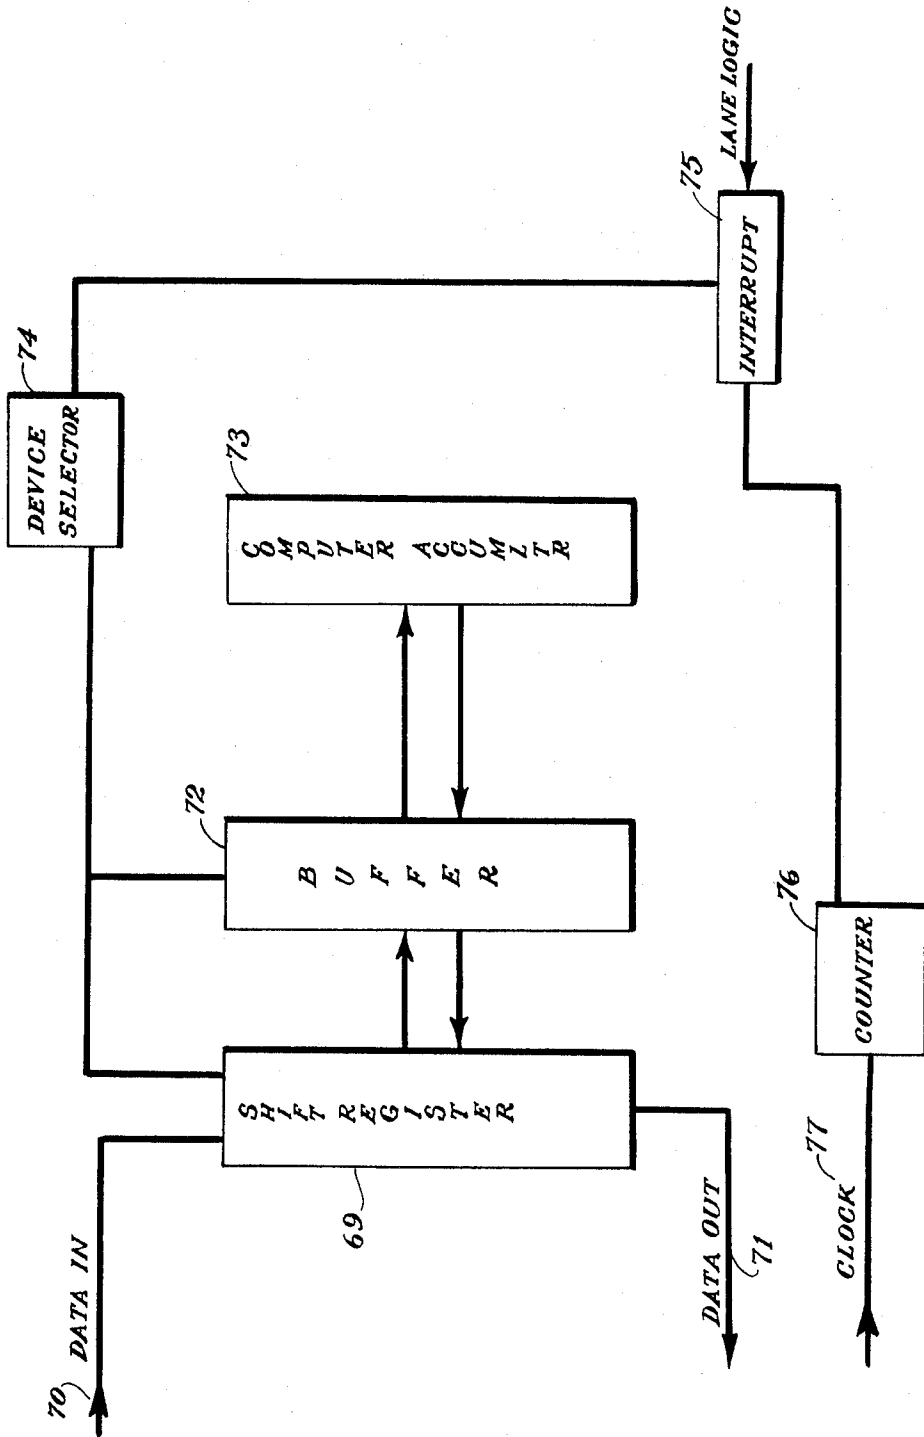 70
DATA IN
SHIFT REGISTER
69
DATA OUT
71
BUFFER
72
COMPUTER ACCUMLTR
73
DEVICE
SELECTOR
74
INTERRUPT
75
LANE LOGIC
COUNTER
76
CLOCK
77